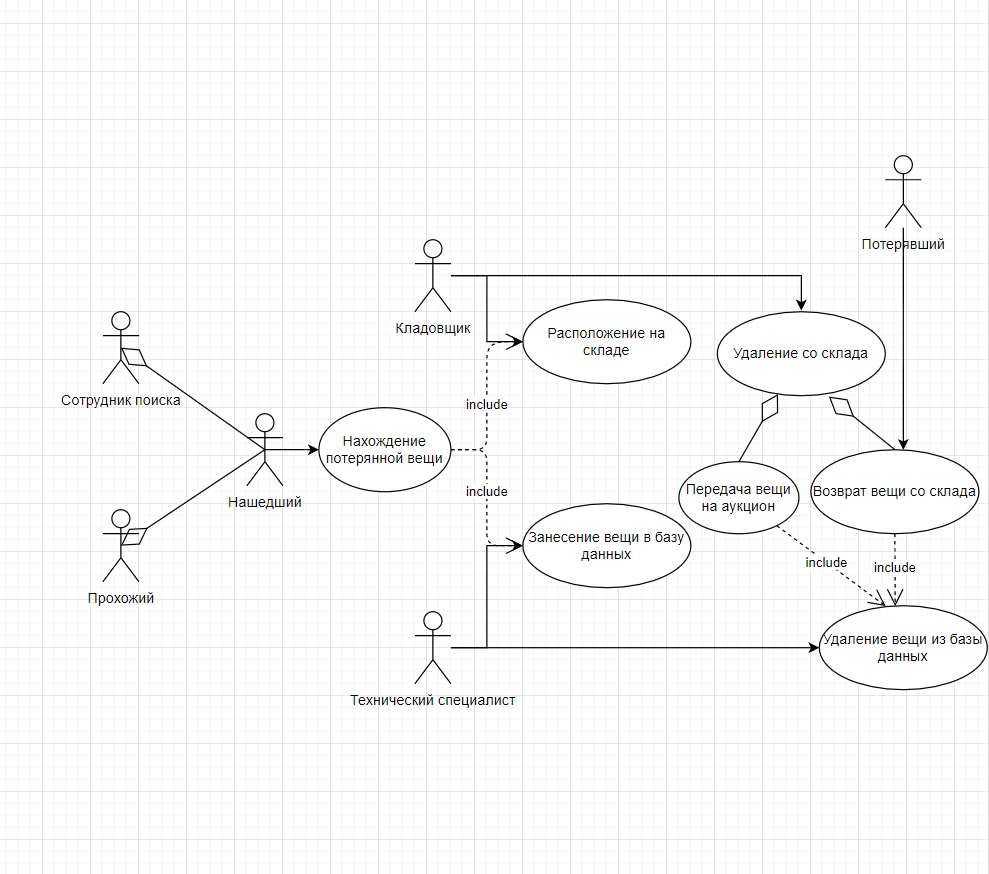 Потерявший
Кладовщик
Расположение на
складе
Удаление со склада
Сотрудник поиска
include
Нахождение
потерянной вещи
Нашедший
include
Передача вещи
на аукцион
Возврат вещи со склада
Занесение вещи в базу
данных
include
include
Прохожий
Удаление вещи из базы
данных
Технический специалист